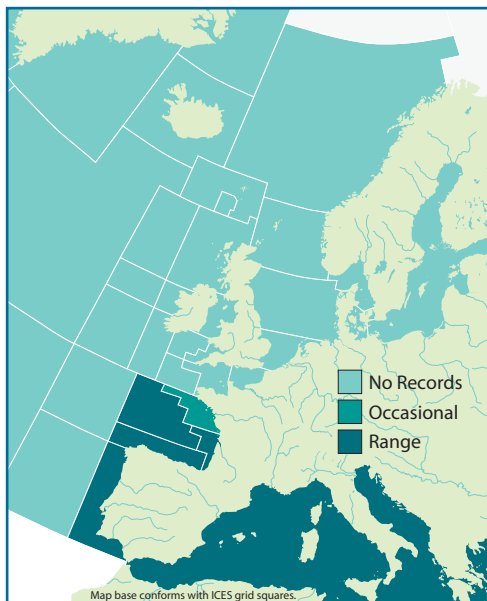 No Records
Occasional
Range
Map base conforms with ICES grid squares.